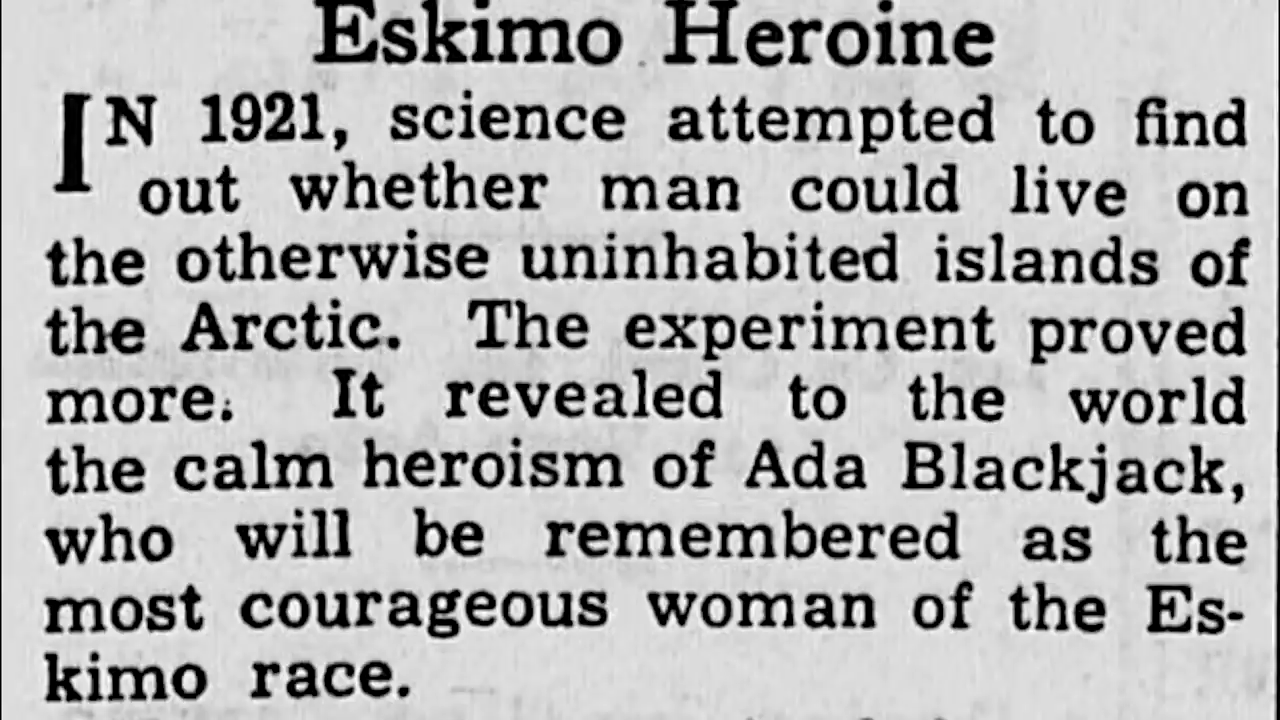 Eskimo Heroine
IN 1921, science attempted to find
out whether man could live on
the otherwise uninhabited islands of
the Arctic. The experiment proved
more. It revealed to the world
the calm heroism of Ada Blackjack,
who will be remembered as the
most courageous woman of the Es-
kimo race.